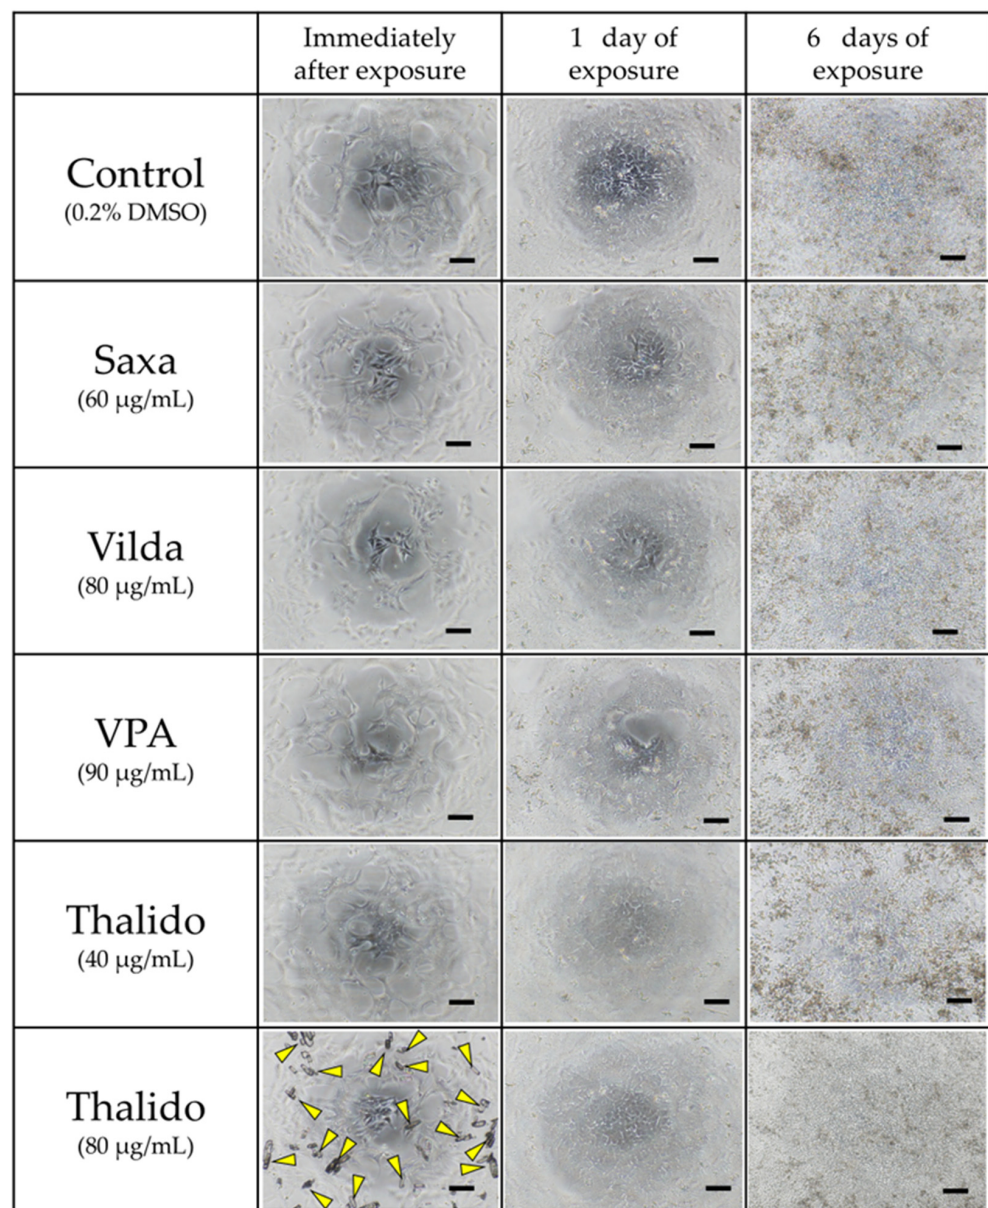 Immediately
after exposure
1 day of
exposure
6 days of
exposure
Control
(0.2% DMSO)
Saxa
(60 µg/mL)
Vilda
(80 µg/mL)
VPA
(90 µg/mL)
Thalido
(40 µg/mL)
Thalido
(80 µg/mL)